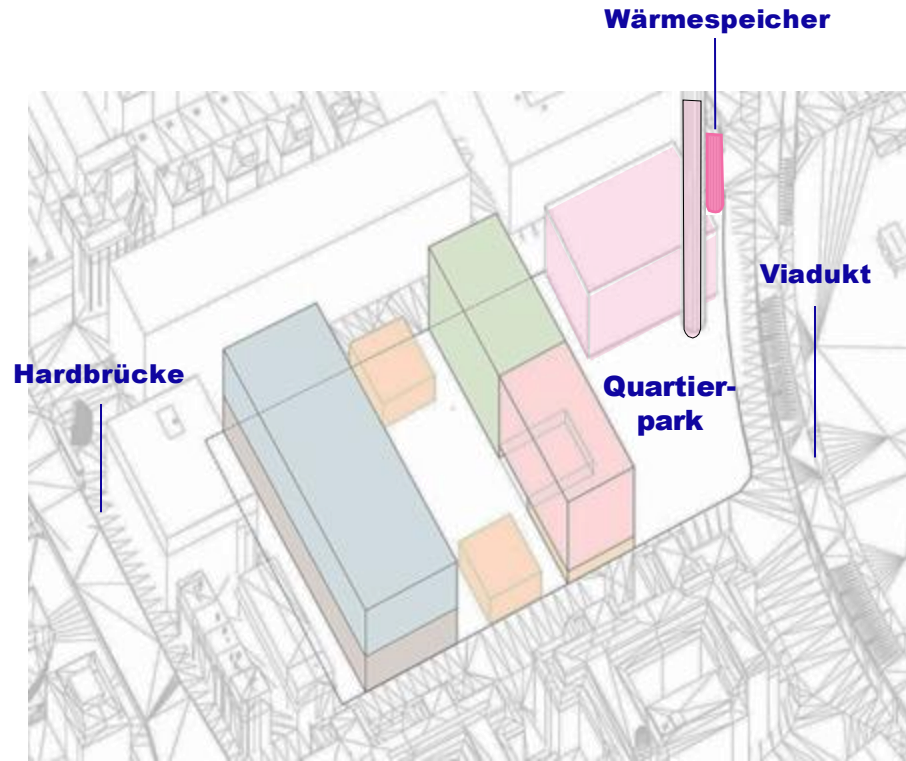 Wärmespeicher
Viadukt
Hardbrücke
Quartier-
park